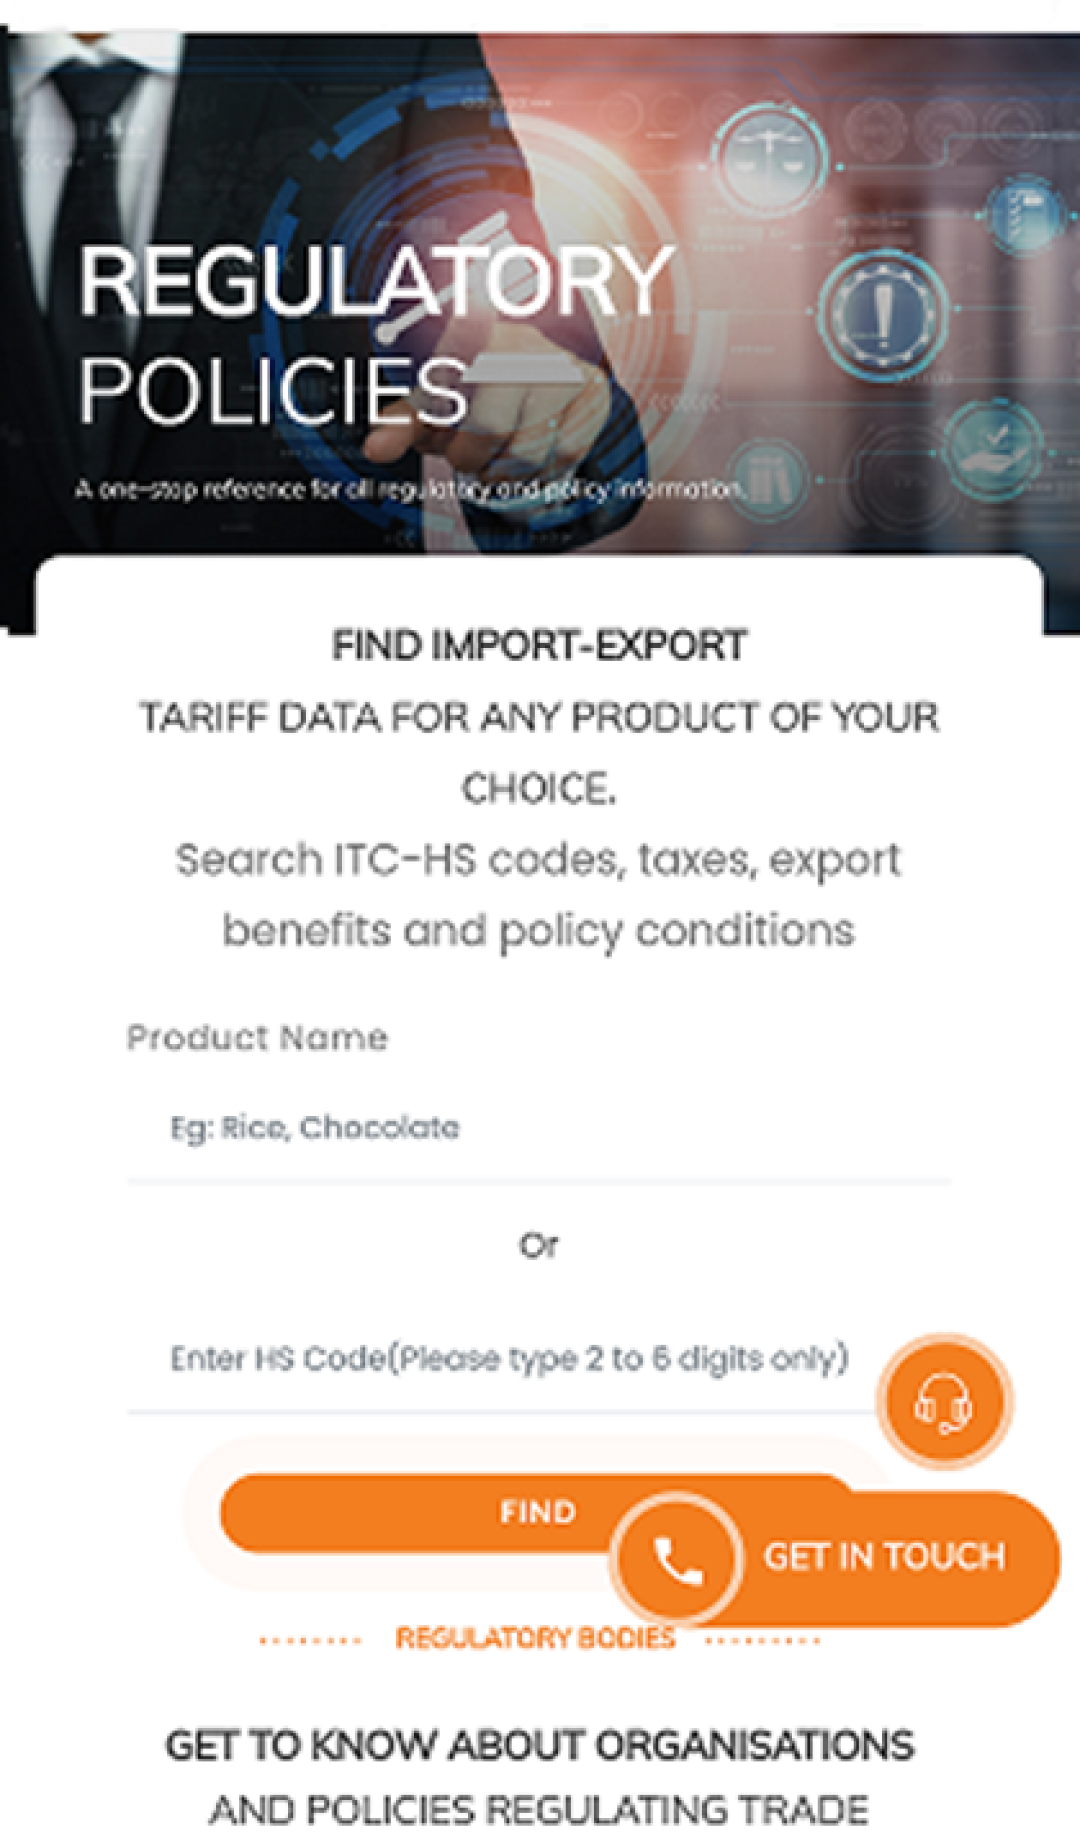 REGULATORY
POLICIES
A one-stop reference for all regulatory and policy information.
FIND IMPORT-EXPORT
TARIFF DATA FOR ANY PRODUCT OF YOUR
CHOICE.
Search ITC-HS codes, taxes, export
benefits and policy conditions
Product Name
Eg: Rice, Chocolate
Or
Enter HS Code(Please type 2 to 6 digits only)
FIND
GET IN TOUCH
REGULATORY BODIES
GET TO KNOW ABOUT ORGANISATIONS
AND POLICIES REGULATING TRADE